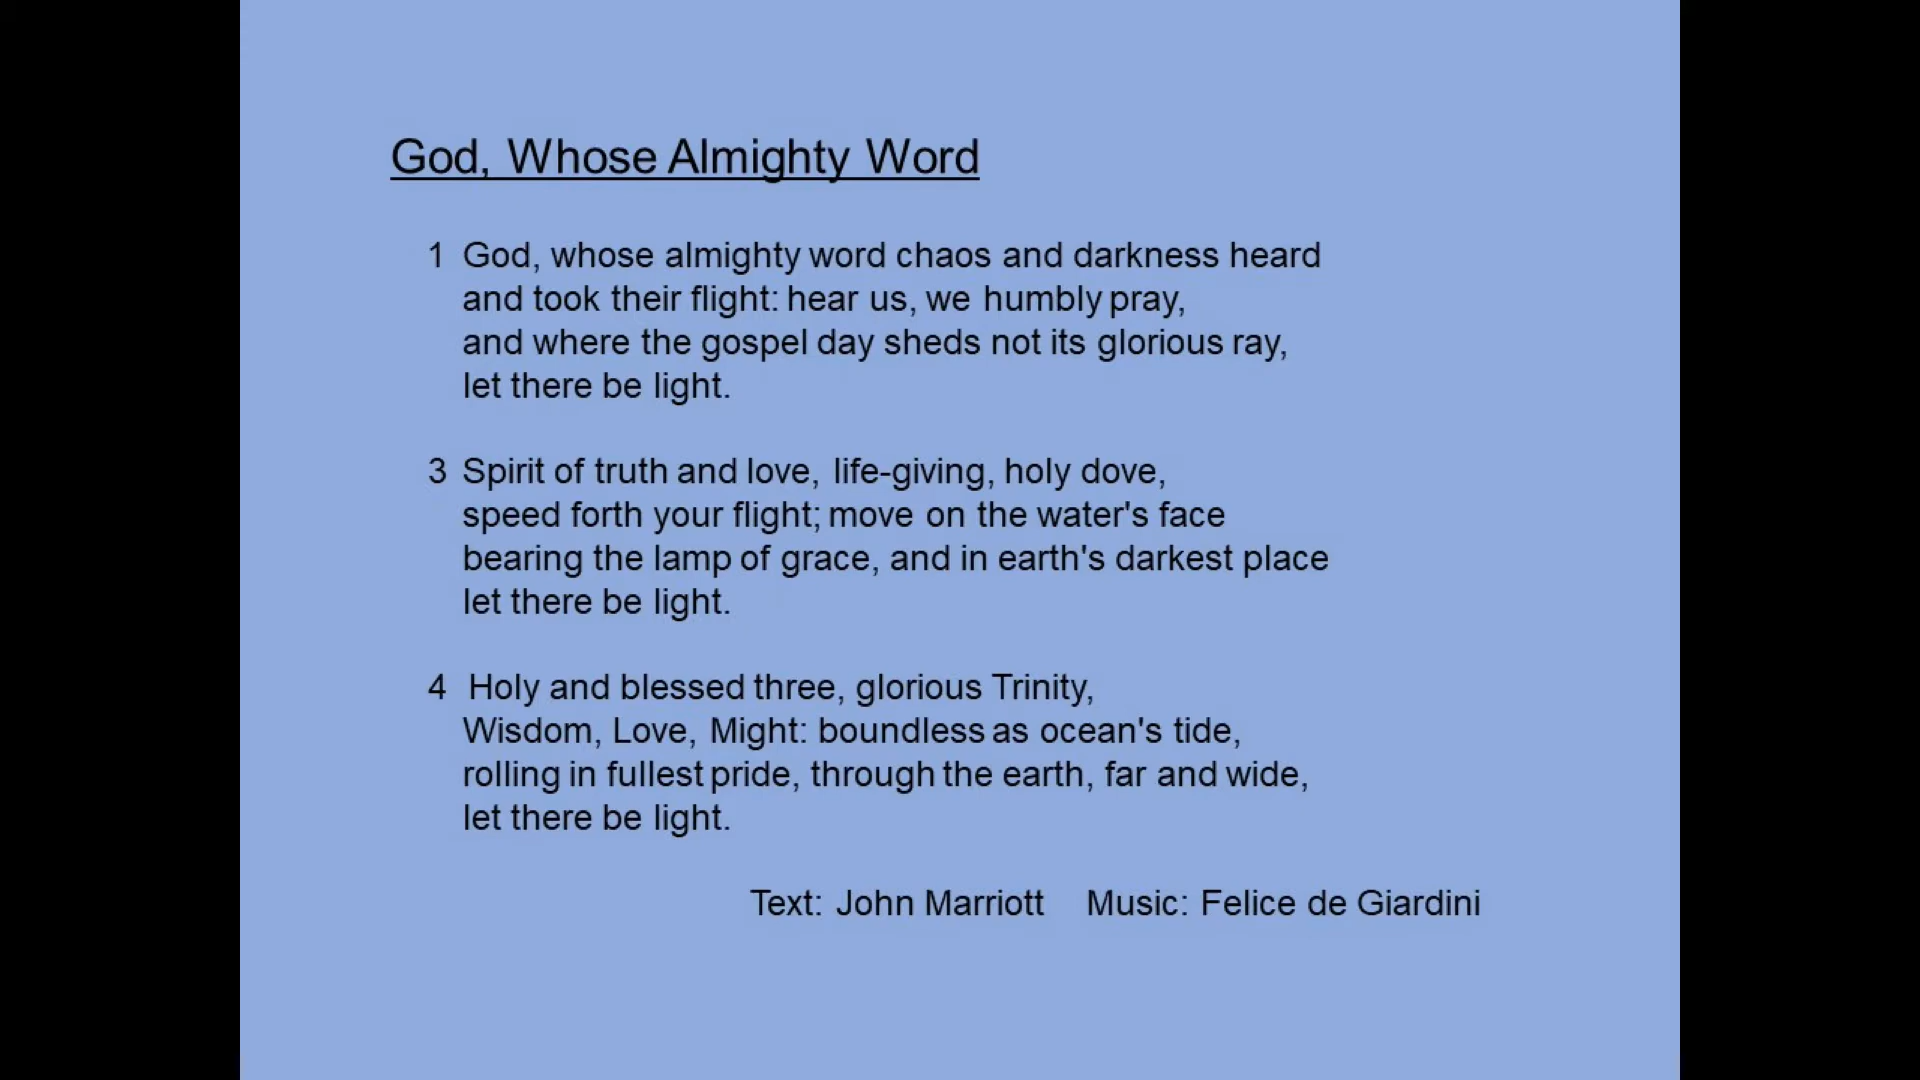 God, Whose Almighty Word
1 God, whose almighty word chaos and darkness heard
and took their flight: hear us, we humbly pray,
and where the gospel day sheds not its glorious ray,
let there be light.
3 Spirit of truth and love, life-giving, holy dove,
speed forth your flight; move on the water's face
bearing the lamp of grace, and in earth's darkest place
let there be light.
4 Holy and blessed three, glorious Trinity,
Wisdom, Love, Might: boundless as ocean's tide,
rolling in fullest pride, through the earth, far and wide,
let there be light.
Text: John Marriott Music: Felice de Giardini